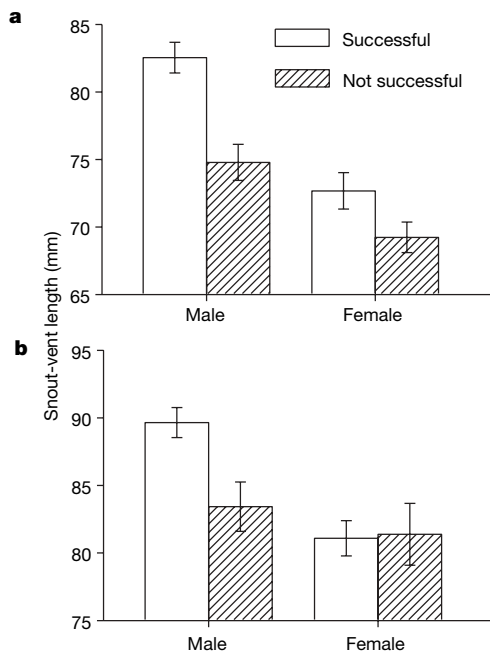 a
85
80
75
70
65
Successful
Not successful
Male
Female
Snout-vent length (mm)
b
95
90
85
80
75
Male
Female